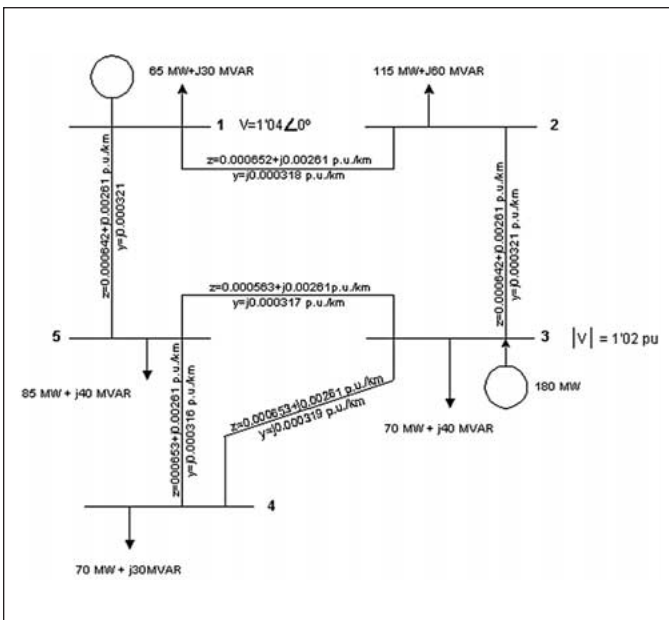 65 MW+J30 MVAR
115 MW+J60 MVAR
1
V=1'04∠0º
2
z=0.000652+j0.00261 p.u./km
y=j0.000318 p.u./km
z=0.000642+j0.00261 p.u./km
y=j0.000321
z=0.000642+j0.00261 p.u./km
y=j0.000321 p.u./km
z=0.000563+j0.00261p.u./km
y=j0.000317 p.u./km
5
3
|V| = 1'02 pu
85 MW + j40 MVAR
z=000653+j0.00261 p.u./km
y=j0.000316 p.u./km
z=0.000653+j0.00261 p.u./km
y=j0.000319 p.u./km
180 MW
70 MW + j40 MVAR
4
70 MW + j30MVAR